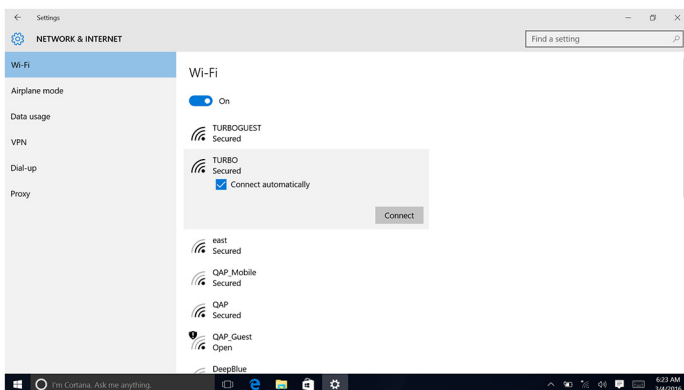 Settings
NETWORK & INTERNET
Find a setting
Wi-Fi
Airplane mode
Data usage
VPN
Dial-up
Proxy
Wi-Fi
On
TURBOGUEST
Secured
TURBO
Secured
Connect automatically
Connect
east
Secured
QAP_Mobile
Secured
QAP
Secured
QAP_Guest
Open
DeepBlue
I'm Cortana. Ask me anything.
6:23 AM
3/4/2016